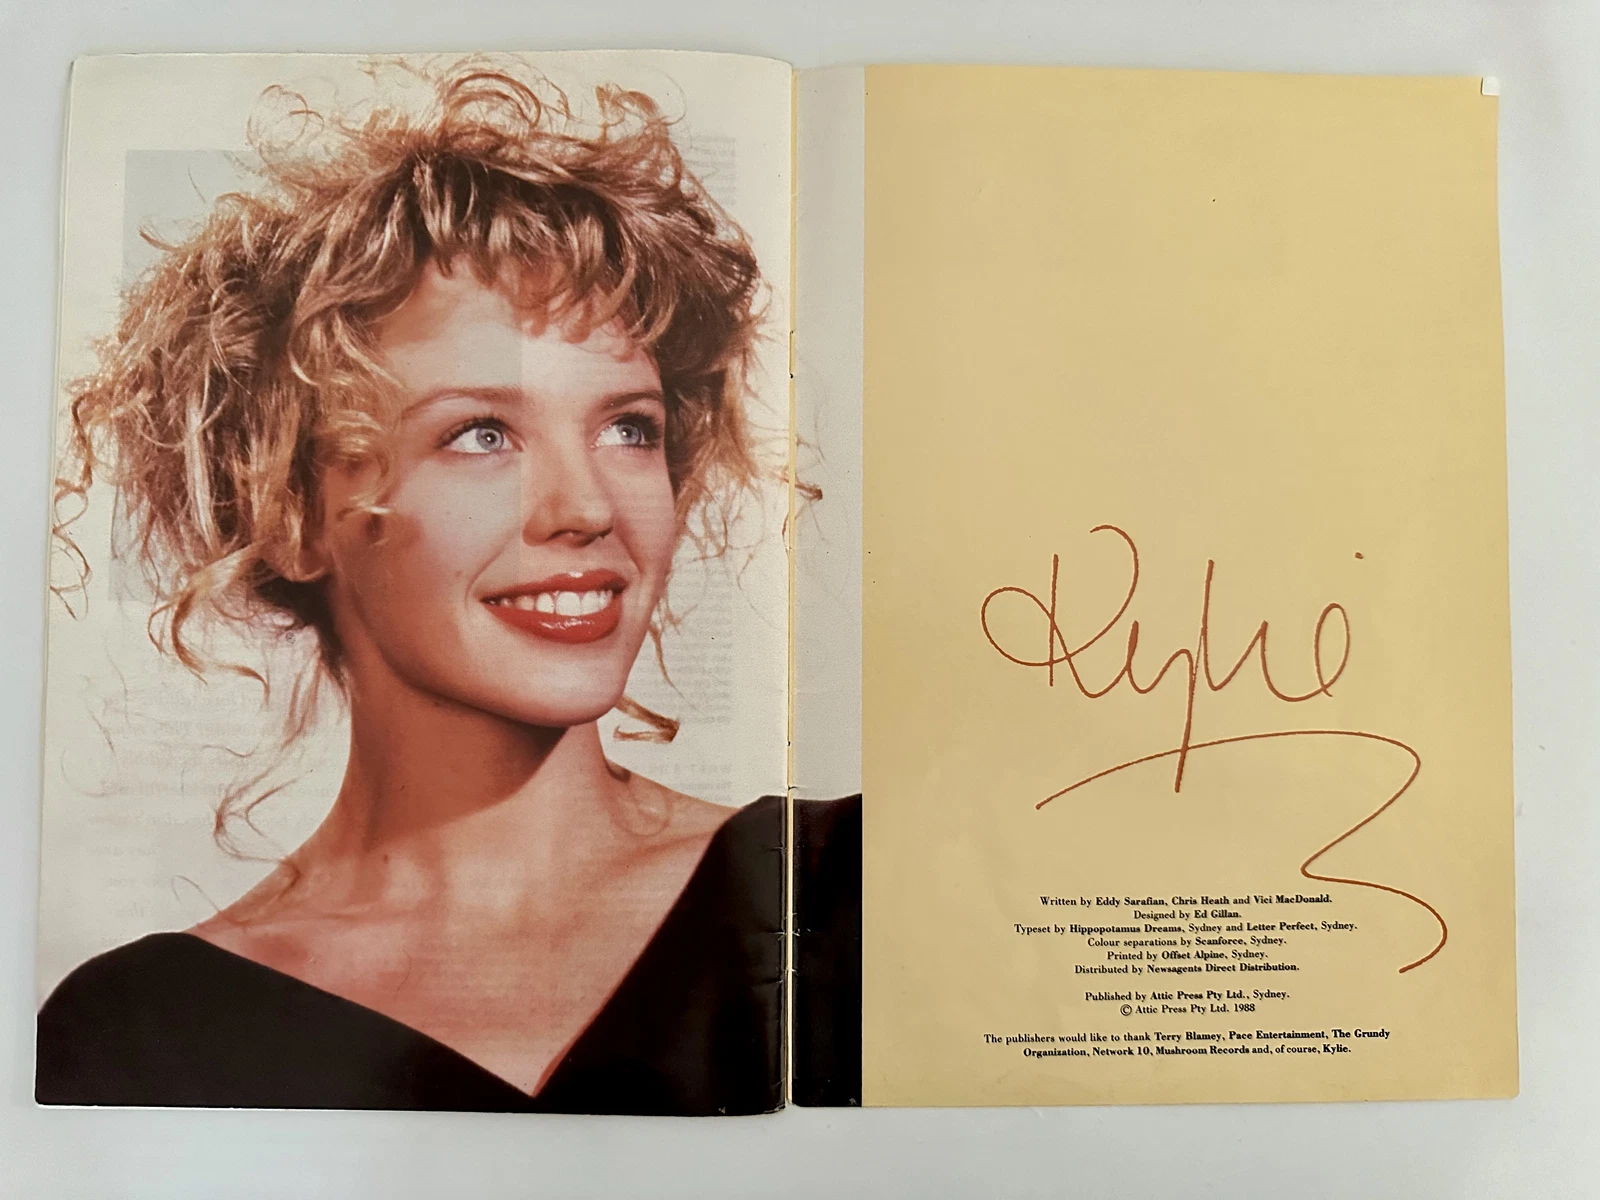 Kylie
Written by Eddy Sarafian, Chris Heath and Vici MacDonald.
Designed by Ed Gillan.
Typeset by Hippopotamus Dreams, Sydney and Letter Perfect, Sydney.
Colour separations by Scanforce, Sydney.
Printed by Offset Alpine, Sydney.
Distributed by Newsagents Direct Distribution.
Published by Attic Press Pty Ltd., Sydney.
© Attic Press Pty Ltd. 1988
The publishers would like to thank Terry Blamey, Pace Entertainment, The Grundy
Organization, Network 10, Mushroom Records and, of course, Kylie.